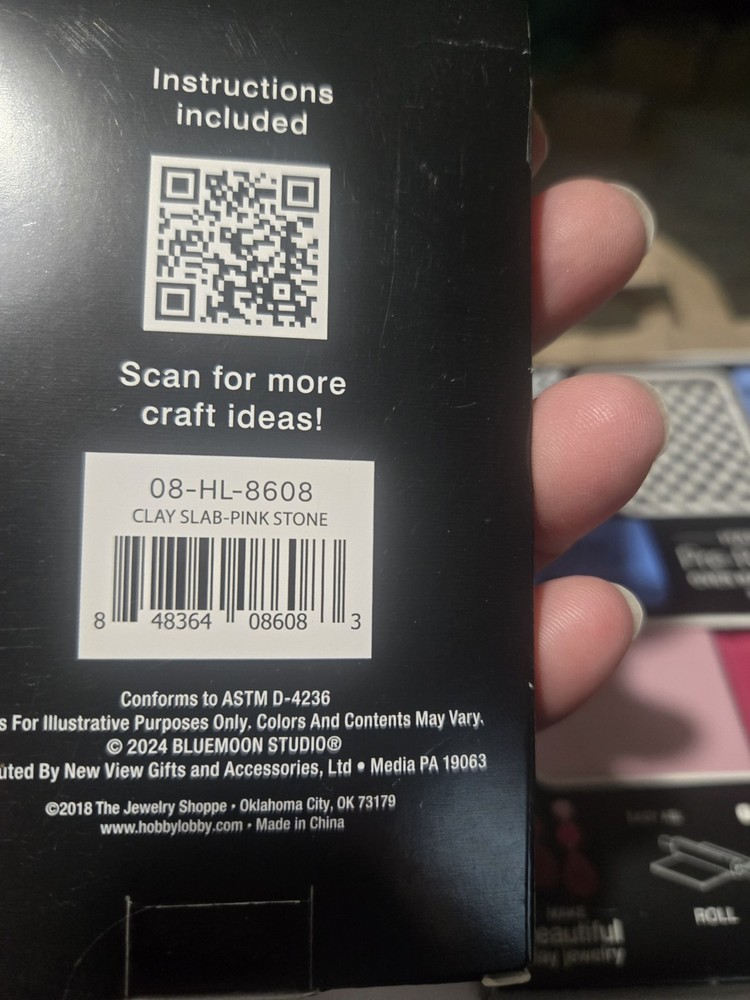 Instructions
included
Scan for more
craft ideas!
08-HL-8608
CLAY SLAB-PINK STONE
8 48364 08608 3
Conforms to ASTM D-4236
For Illustrative Purposes Only. Colors And Contents May Vary.
© 2024 BLUEMOON STUDIO®
By New View Gifts and Accessories, Ltd • Media PA 19063
©2018 The Jewelry Shoppe • Oklahoma City, OK 73179
www.hobbylobby.com • Made in China
ROLL